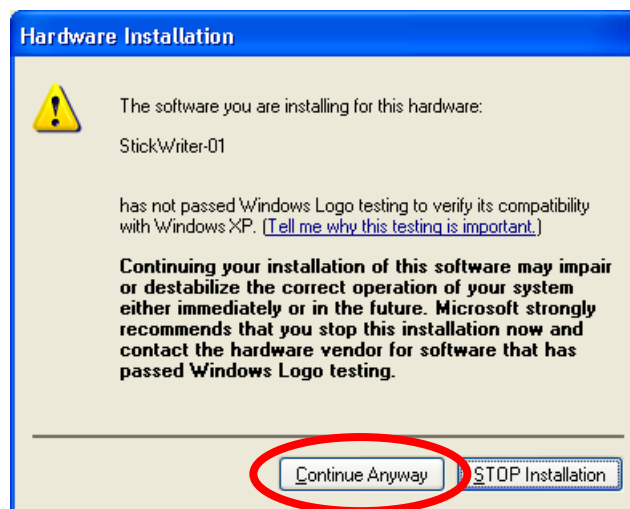 Hardware Installation
The software you are installing for this hardware:
StickWriter-01
has not passed Windows Logo testing to verify its compatibility
with Windows XP. (Tell me why this testing is important.)
Continuing your installation of this software may impair
or destabilize the correct operation of your system
either immediately or in the future. Microsoft strongly
recommends that you stop this installation now and
contact the hardware vendor for software that has
passed Windows Logo testing.
Continue Anyway STOP Installation